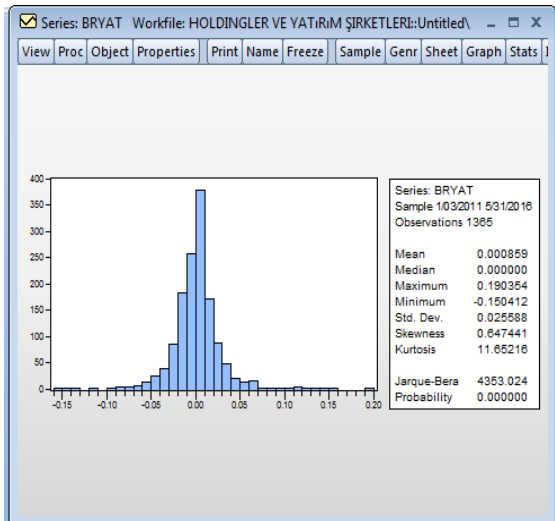 Series: BRYAT Workfile: HOLDINGLER VE YATıRıM ŞIRKETLERI::Untitled\
View Proc Object Properties Print Name Freeze Sample Genr Sheet Graph Stats
400
350
300
250
200
150
100
50
0
-0.15 -0.10 -0.05 0.00 0.05 0.10 0.15 0.20
Series: BRYAT
Sample 1/03/2011 5/31/2016
Observations 1365
Mean 0.000859
Median 0.000000
Maximum 0.190354
Minimum -0.150412
Std. Dev. 0.025588
Skewness 0.647441
Kurtosis 11.65216
Jarque-Bera 4353.024
Probability 0.000000